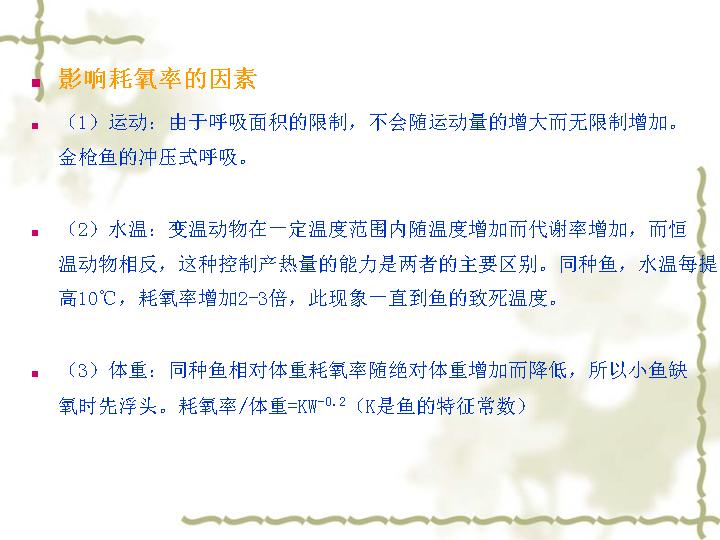 影响耗氧率的因素
（1）运动：由于呼吸面积的限制，不会随运动量的增大而无限制增加。
金枪鱼的冲压式呼吸。
（2）水温：变温动物在一定温度范围内随温度增加而代谢率增加，而恒
温动物相反，这种控制产热量的能力是两者的主要区别。同种鱼，水温每提
高10℃，耗氧率增加2-3倍，此现象一直到鱼的致死温度。
（3）体重：同种鱼相对体重耗氧率随绝对体重增加而降低，所以小鱼缺
氧时先浮头。耗氧率/体重=KW⁻⁰·²（K是鱼的特征常数）